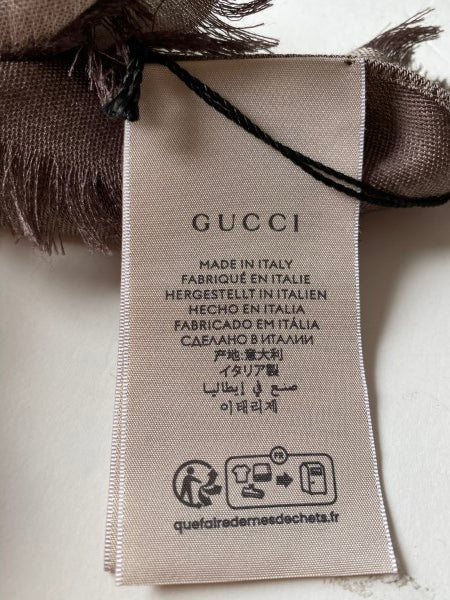 GUCCI
MADE IN ITALY
FABRIQUÉ EN ITALIE
HERGESTELLT IN ITALIEN
HECHO EN ITALIA
FABRICADO EM ITÁLIA
СДЕЛАНО В ИТАЛИИ
产地:意大利
イタリア製
صنع في إيطاليا
이태리제
FR
quefairedemesdechets.fr